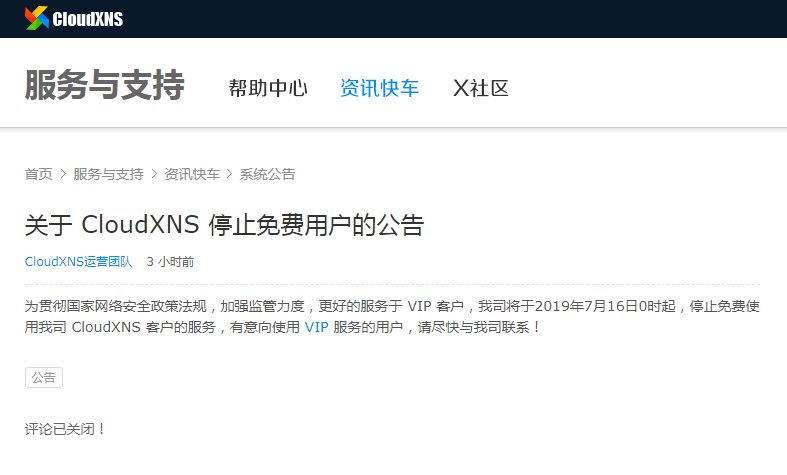 CloudXNS
服务与支持 帮助中心 资讯快车 X社区
首页 > 服务与支持 > 资讯快车 > 系统公告
关于 CloudXNS 停止免费用户的公告
CloudXNS运营团队 3 小时前
为贯彻国家网络安全政策法规，加强监管力度，更好的服务于 VIP 客户，我司将于2019年7月16日0时起，停止免费使
用我司 CloudXNS 客户的服务，有意向使用 VIP 服务的用户，请尽快与我司联系！
公告
评论已关闭！